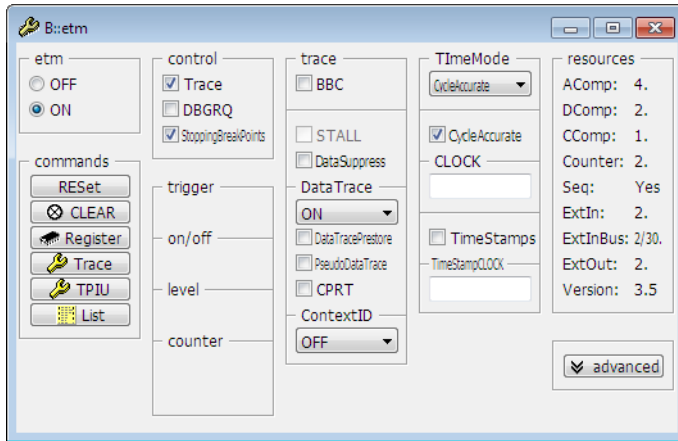 B::etm
etm
OFF
ON
commands
RESet
CLEAR
Register
Trace
TPIU
List
control
Trace
DBGRQ
StoppingBreakPoints
trigger
on/off
level
counter
trace
BBC
STALL
DataSuppress
DataTrace
ON
DataTracePrestore
PseudoDataTrace
CPRT
ContextID
OFF
TImeMode
CycleAccurate
CycleAccurate
CLOCK
TimeStamps
TimeStampCLOCK
resources
AComp: 4.
DComp: 2.
CComp: 1.
Counter: 2.
Seq: Yes
ExtIn: 2.
ExtInBus: 2/30.
ExtOut: 2.
Version: 3.5
advanced